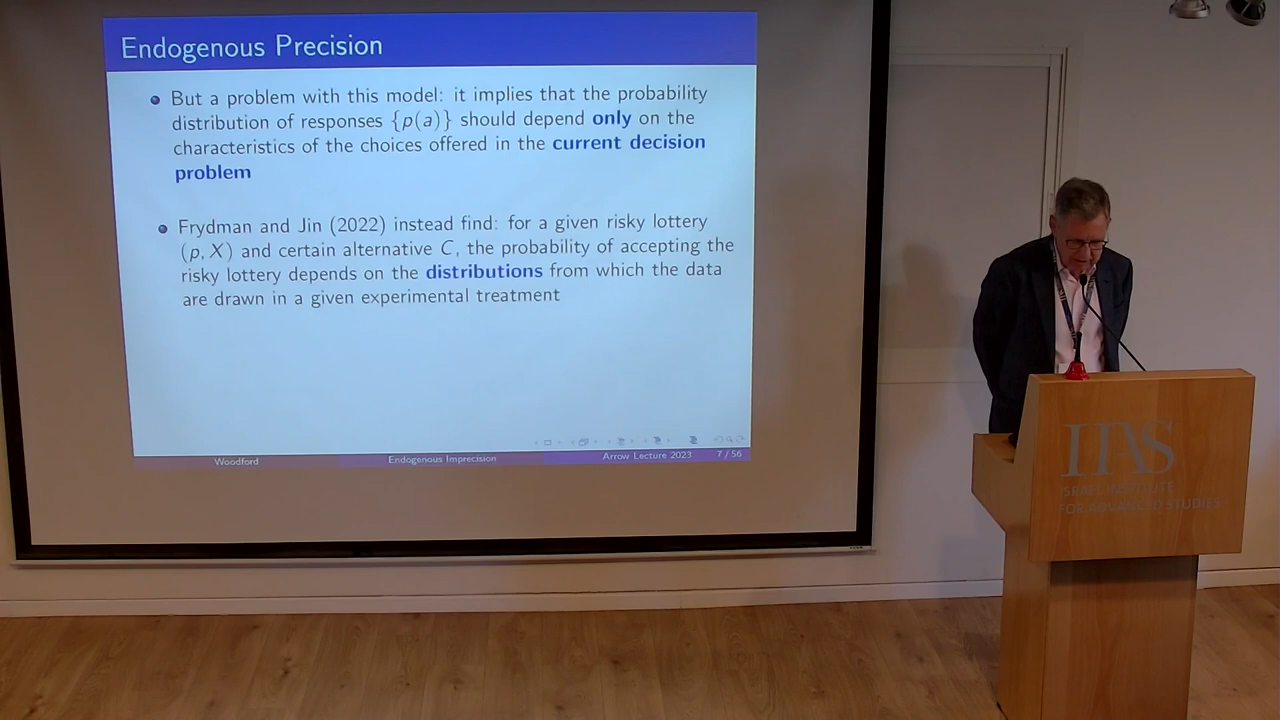 Endogenous Precision
But a problem with this model: it implies that the probability
distribution of responses {p(a)} should depend only on the
characteristics of the choices offered in the current decision
problem
Frydman and Jin (2022) instead find: for a given risky lottery
(p, X) and certain alternative C, the probability of accepting the
risky lottery depends on the distributions from which the data
are drawn in a given experimental treatment
Woodford
Endogenous Imprecision
Arrow Lecture 2023
7 / 56
IIAS
ISRAEL INSTITUTE
FOR ADVANCED STUDIES